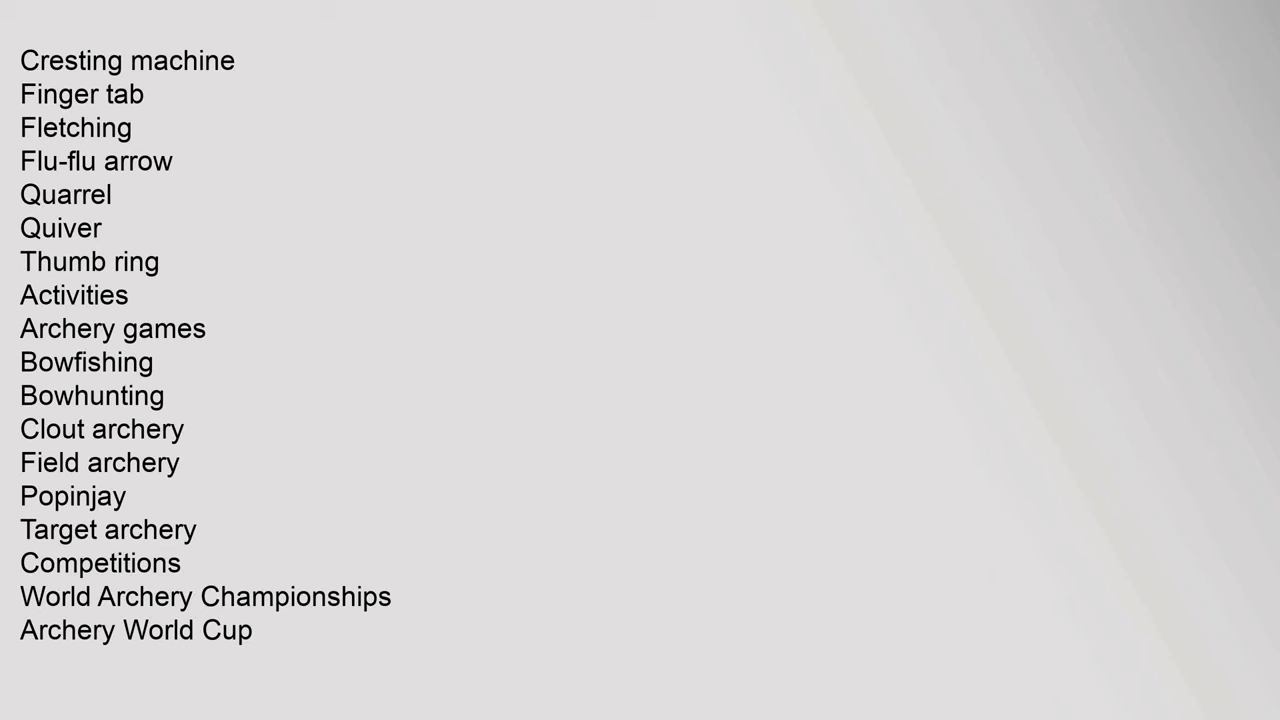 Cresting machine
Finger tab
Fletching
Flu-flu arrow
Quarrel
Quiver
Thumb ring
Activities
Archery games
Bowfishing
Bowhunting
Clout archery
Field archery
Popinjay
Target archery
Competitions
World Archery Championships
Archery World Cup